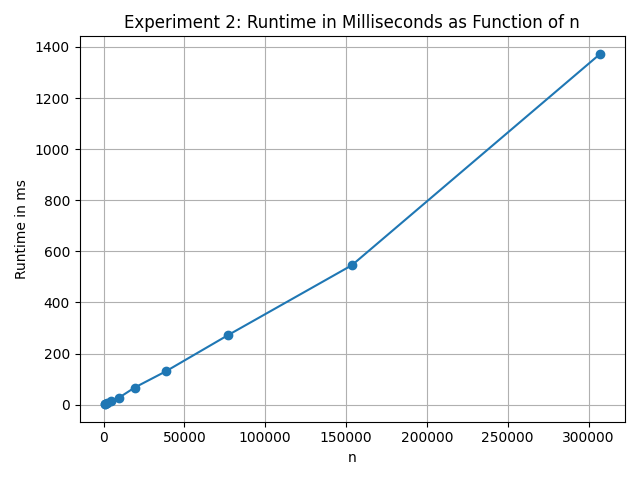 Experiment 2: Runtime in Milliseconds as Function of n
1400
1200
1000
800
600
400
200
0
Runtime in ms
0 50000 100000 150000 200000 250000 300000
n